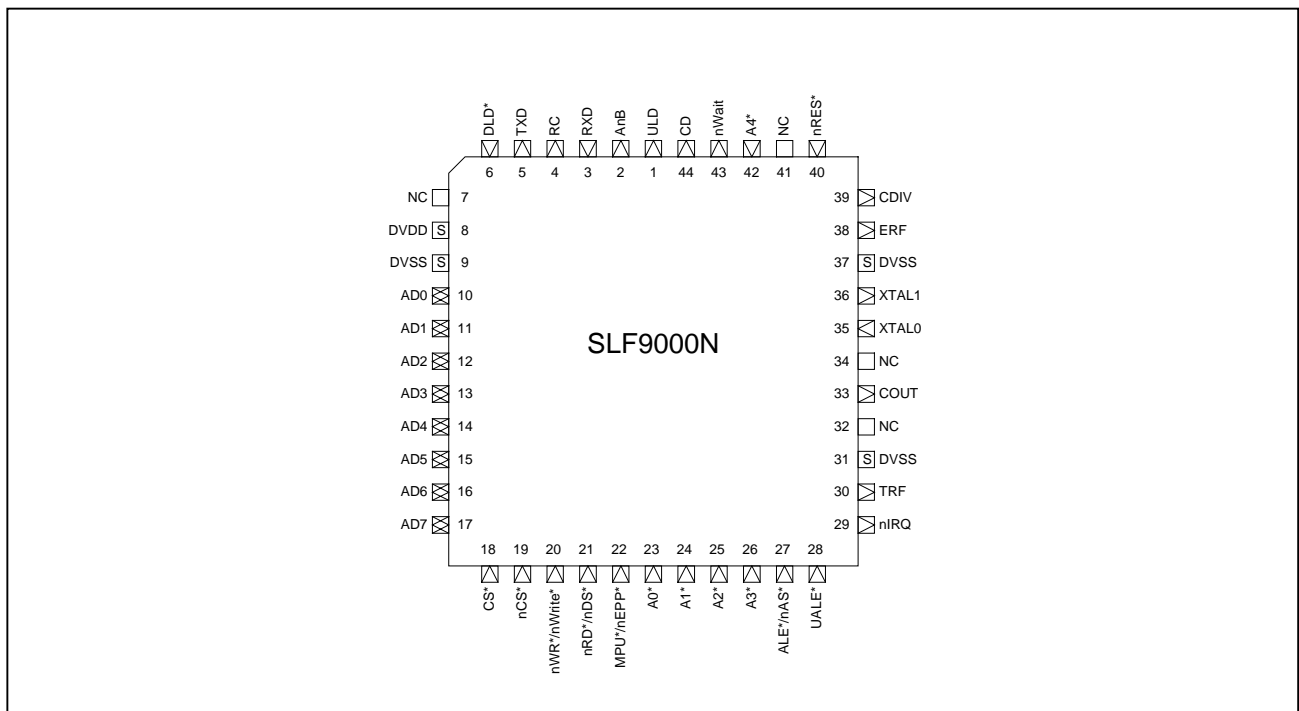 DLD*
TXD
RC
RXD
AnB
ULD
CD
nWait
A4*
NC
nRES*
6 5 4 3 2 1 44 43 42 41 40
NC 7
DVDD S 8
DVSS S 9
AD0 10
AD1 11
AD2 12
AD3 13
AD4 14
AD5 15
AD6 16
AD7 17
SLF9000N
39 CDIV
38 ERF
37 S DVSS
36 XTAL1
35 XTAL0
34 NC
33 COUT
32 NC
31 S DVSS
30 TRF
29 nIRQ
18 19 20 21 22 23 24 25 26 27 28
CS*
nCS*
nWR*/nWrite*
nRD*/nDS*
MPU*/nEPP*
A0*
A1*
A2*
A3*
ALE*/nAS*
UALE*